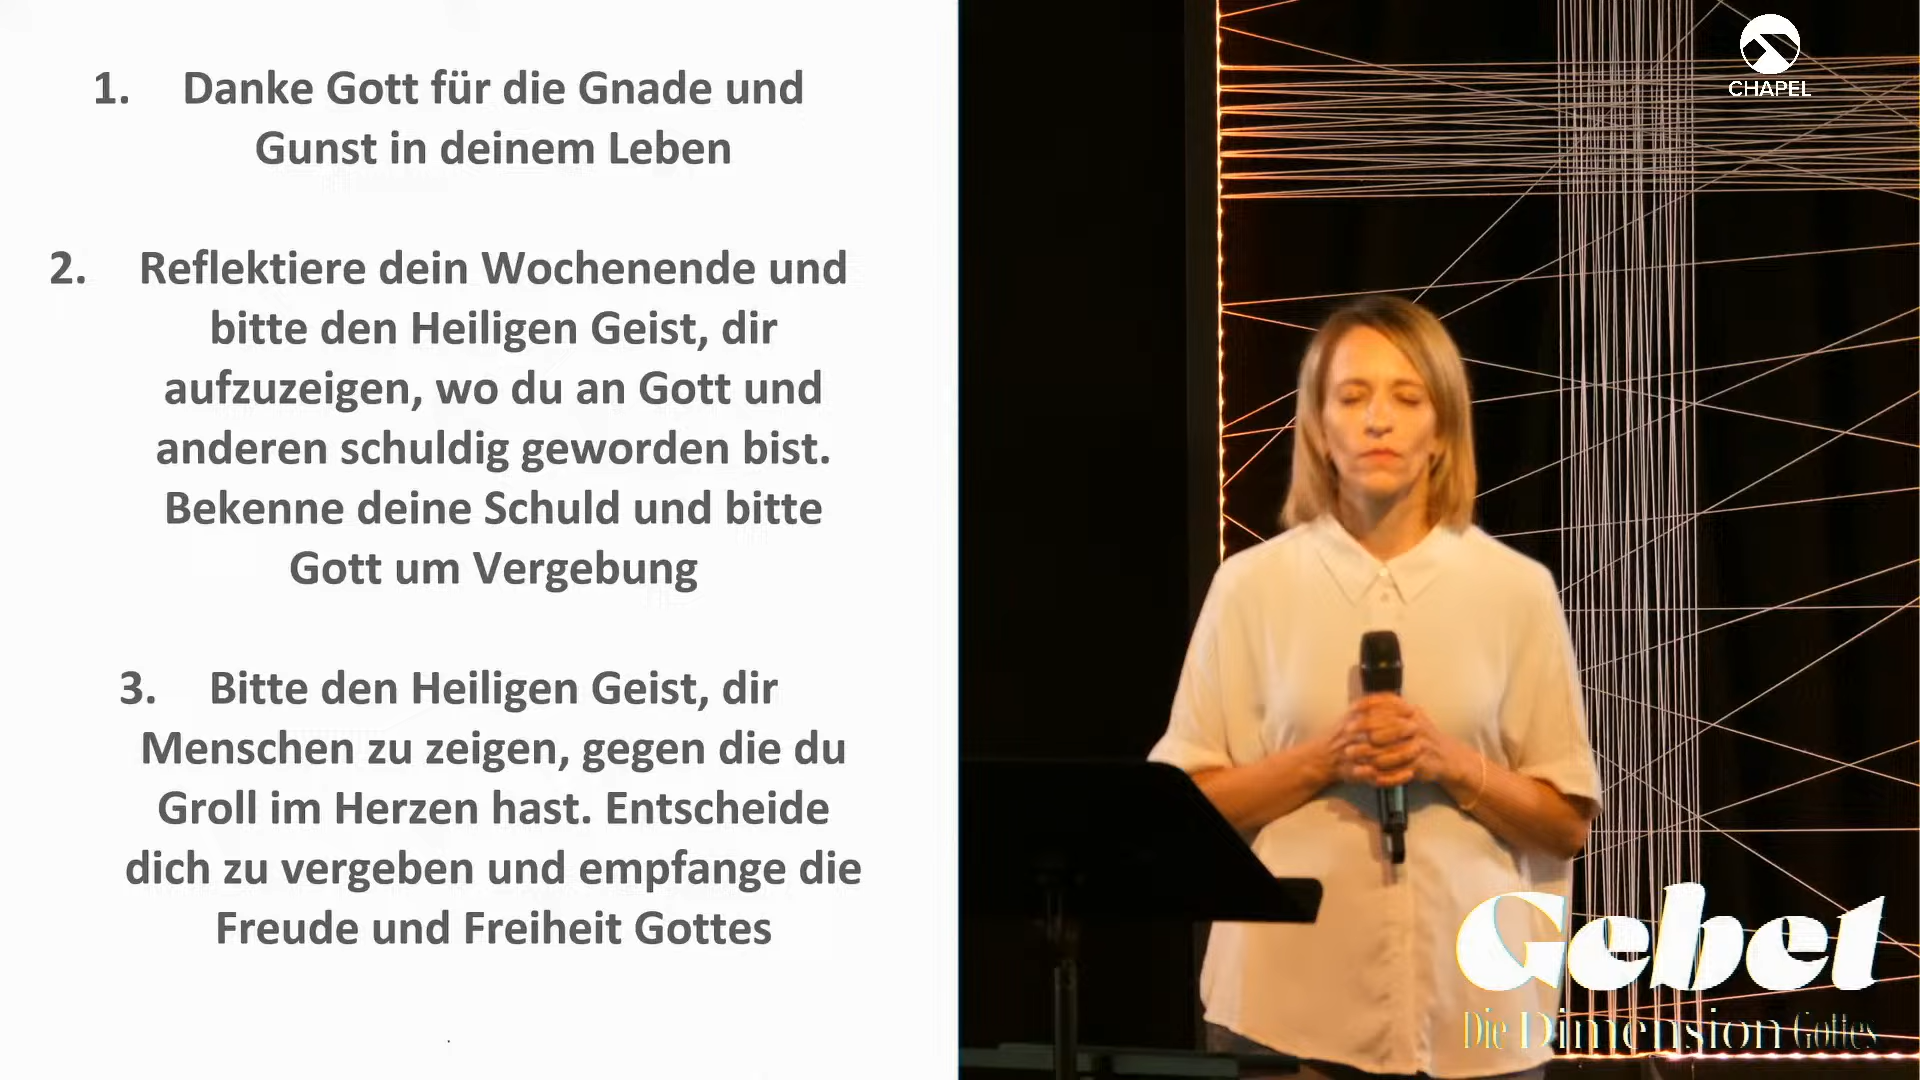 1. Danke Gott für die Gnade und
Gunst in deinem Leben
2. Reflektiere dein Wochenende und
bitte den Heiligen Geist, dir
aufzuzeigen, wo du an Gott und
anderen schuldig geworden bist.
Bekenne deine Schuld und bitte
Gott um Vergebung
3. Bitte den Heiligen Geist, dir
Menschen zu zeigen, gegen die du
Groll im Herzen hast. Entscheide
dich zu vergeben und empfange die
Freude und Freiheit Gottes
CHAPEL
Gebet
Die Dimension Gottes